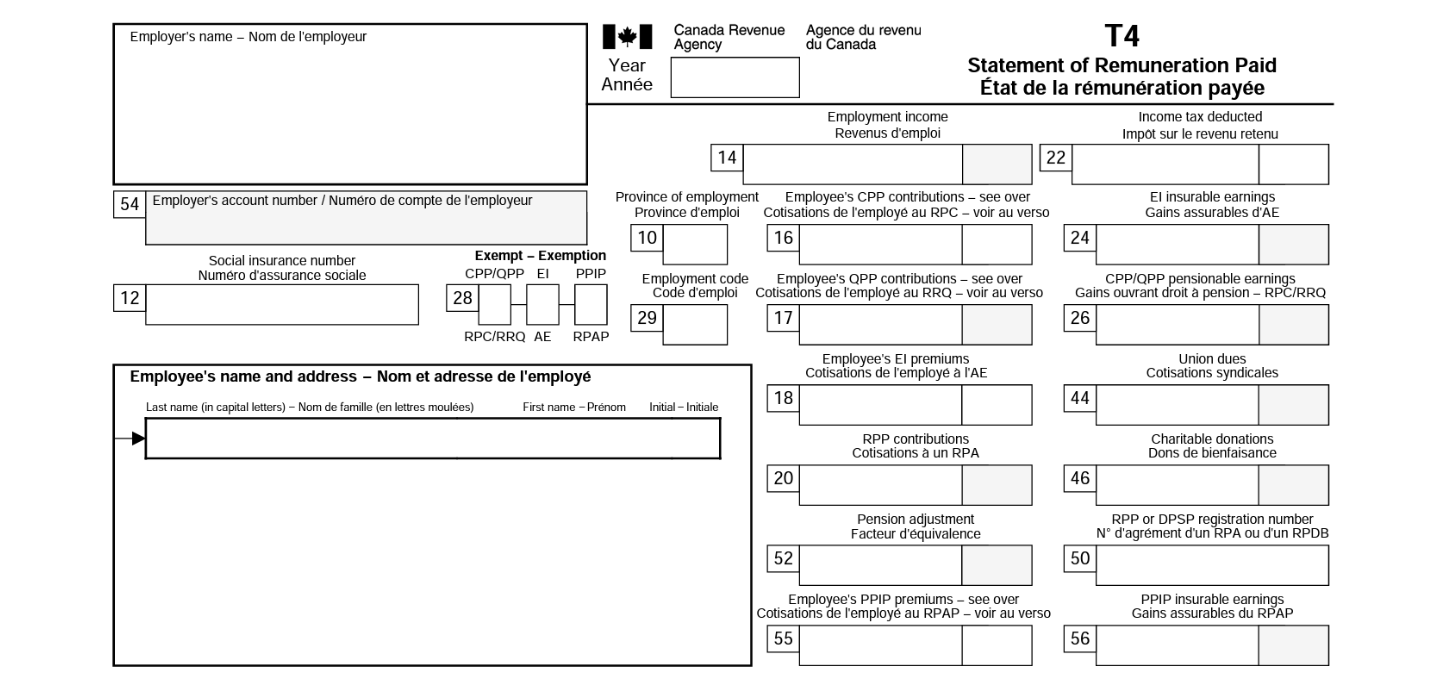 Employer's name – Nom de l'employeur
Canada Revenue
Agency
Agence du revenu
du Canada
Year
Année
T4
Statement of Remuneration Paid
État de la rémunération payée
Employment income
Revenus d'emploi
14
Income tax deducted
Impôt sur le revenu retenu
22
54
Employer's account number / Numéro de compte de l'employeur
Province of employment
Province d'emploi
10
Employee's CPP contributions – see over
Cotisations de l'employé au RPC – voir au verso
16
EI insurable earnings
Gains assurables d'AE
24
Social insurance number
Numéro d'assurance sociale
12
Exempt – Exemption
CPP/QPP EI PPIP
28
RPC/RRQ AE RPAP
Employment code
Code d'emploi
29
Employee's QPP contributions – see over
Cotisations de l'employé au RRQ – voir au verso
17
CPP/QPP pensionable earnings
Gains ouvrant droit à pension – RPC/RRQ
26
Employee's name and address – Nom et adresse de l'employé
Last name (in capital letters) – Nom de famille (en lettres moulées) First name – Prénom Initial – Initiale
Employee's EI premiums
Cotisations de l'employé à l'AE
18
Union dues
Cotisations syndicales
44
RPP contributions
Cotisations à un RPA
20
Charitable donations
Dons de bienfaisance
46
Pension adjustment
Facteur d'équivalence
52
RPP or DPSP registration number
N° d'agrément d'un RPA ou d'un RPDB
50
Employee's PPIP premiums – see over
Cotisations de l'employé au RPAP – voir au verso
55
PPIP insurable earnings
Gains assurables du RPAP
56